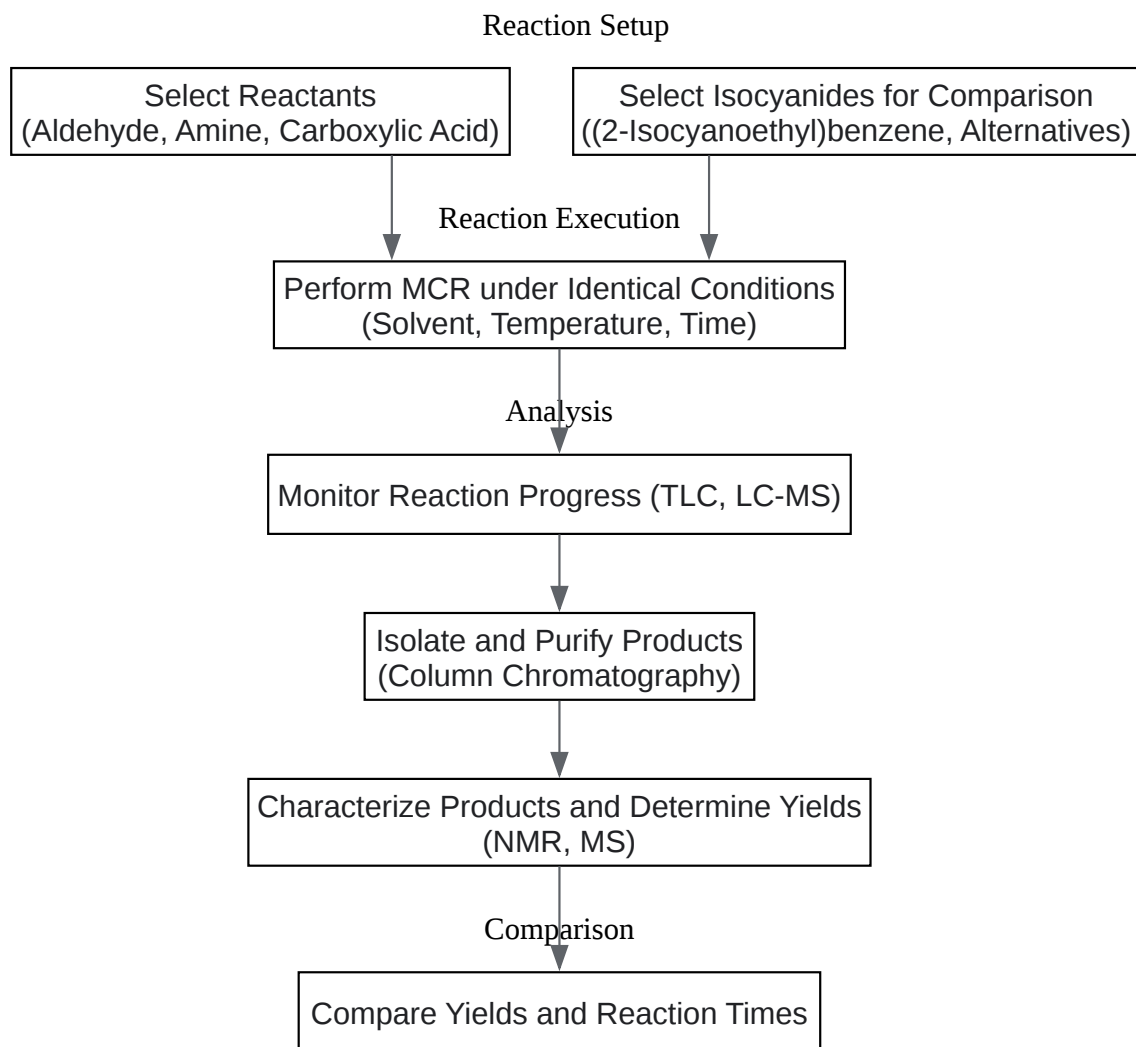 Reaction Setup
Select Reactants
(Aldehyde, Amine, Carboxylic Acid)
Select Isocyanides for Comparison
((2-Isocyanoethyl)benzene, Alternatives)
Reaction Execution
Perform MCR under Identical Conditions
(Solvent, Temperature, Time)
Analysis
Monitor Reaction Progress (TLC, LC-MS)
Isolate and Purify Products
(Column Chromatography)
Characterize Products and Determine Yields
(NMR, MS)
Comparison
Compare Yields and Reaction Times